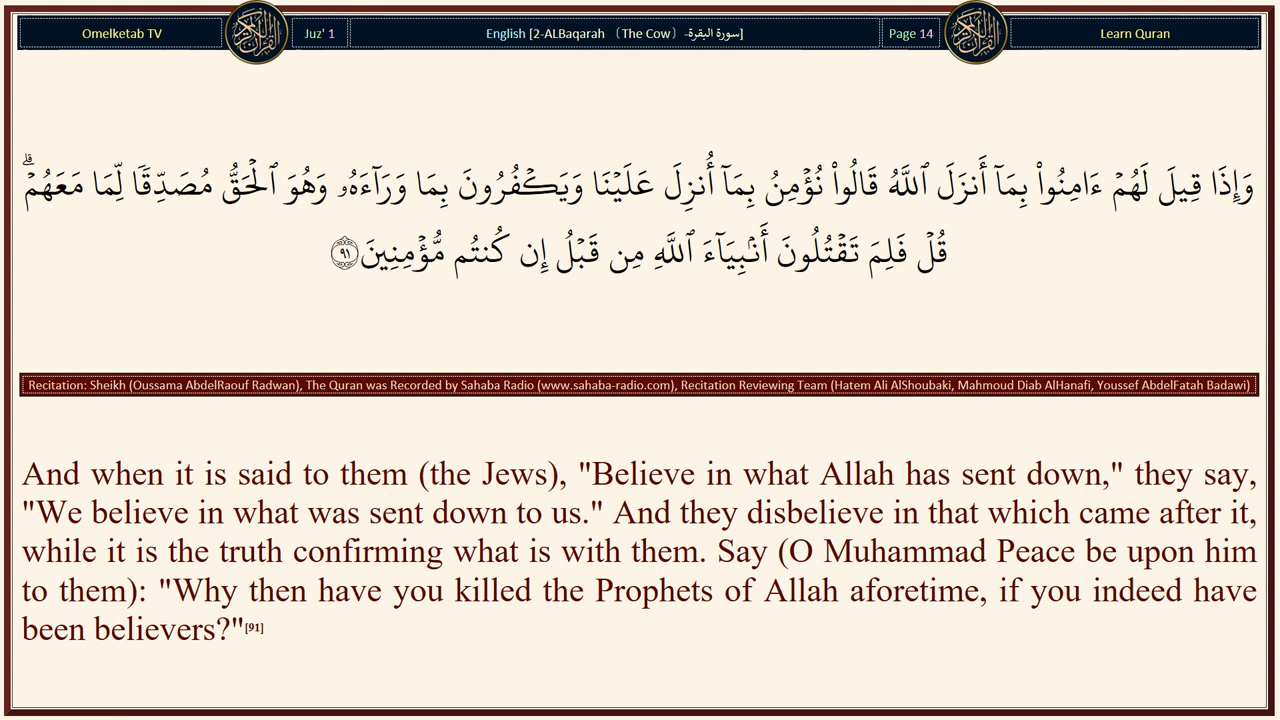 Omelketab TV
Juz' 1
English [2-ALBaqarah (The Cow) -سورة البقرة]
Page 14
Learn Quran
وَإِذَا قِيلَ لَهُمْ ءَامِنُوا۟ بِمَآ أَنزَلَ ٱللَّهُ قَالُوا۟ نُؤْمِنُ بِمَآ أُنزِلَ عَلَيْنَا وَيَكْفُرُونَ بِمَا وَرَآءَهُۥ وَهُوَ ٱلْحَقُّ مُصَدِّقًا لِّمَا مَعَهُمْ ۗ
قُلْ فَلِمَ تَقْتُلُونَ أَنۢبِيَآءَ ٱللَّهِ مِن قَبْلُ إِن كُنتُم مُّؤْمِنِينَ ٩١
Recitation: Sheikh (Oussama AbdelRaouf Radwan), The Quran was Recorded by Sahaba Radio (www.sahaba-radio.com), Recitation Reviewing Team (Hatem Ali AlShoubaki, Mahmoud Diab AlHanafi, Youssef AbdelFatah Badawi)
And when it is said to them (the Jews), "Believe in what Allah has sent down," they say,
"We believe in what was sent down to us." And they disbelieve in that which came after it,
while it is the truth confirming what is with them. Say (O Muhammad Peace be upon him
to them): "Why then have you killed the Prophets of Allah aforetime, if you indeed have
been believers?"[91]